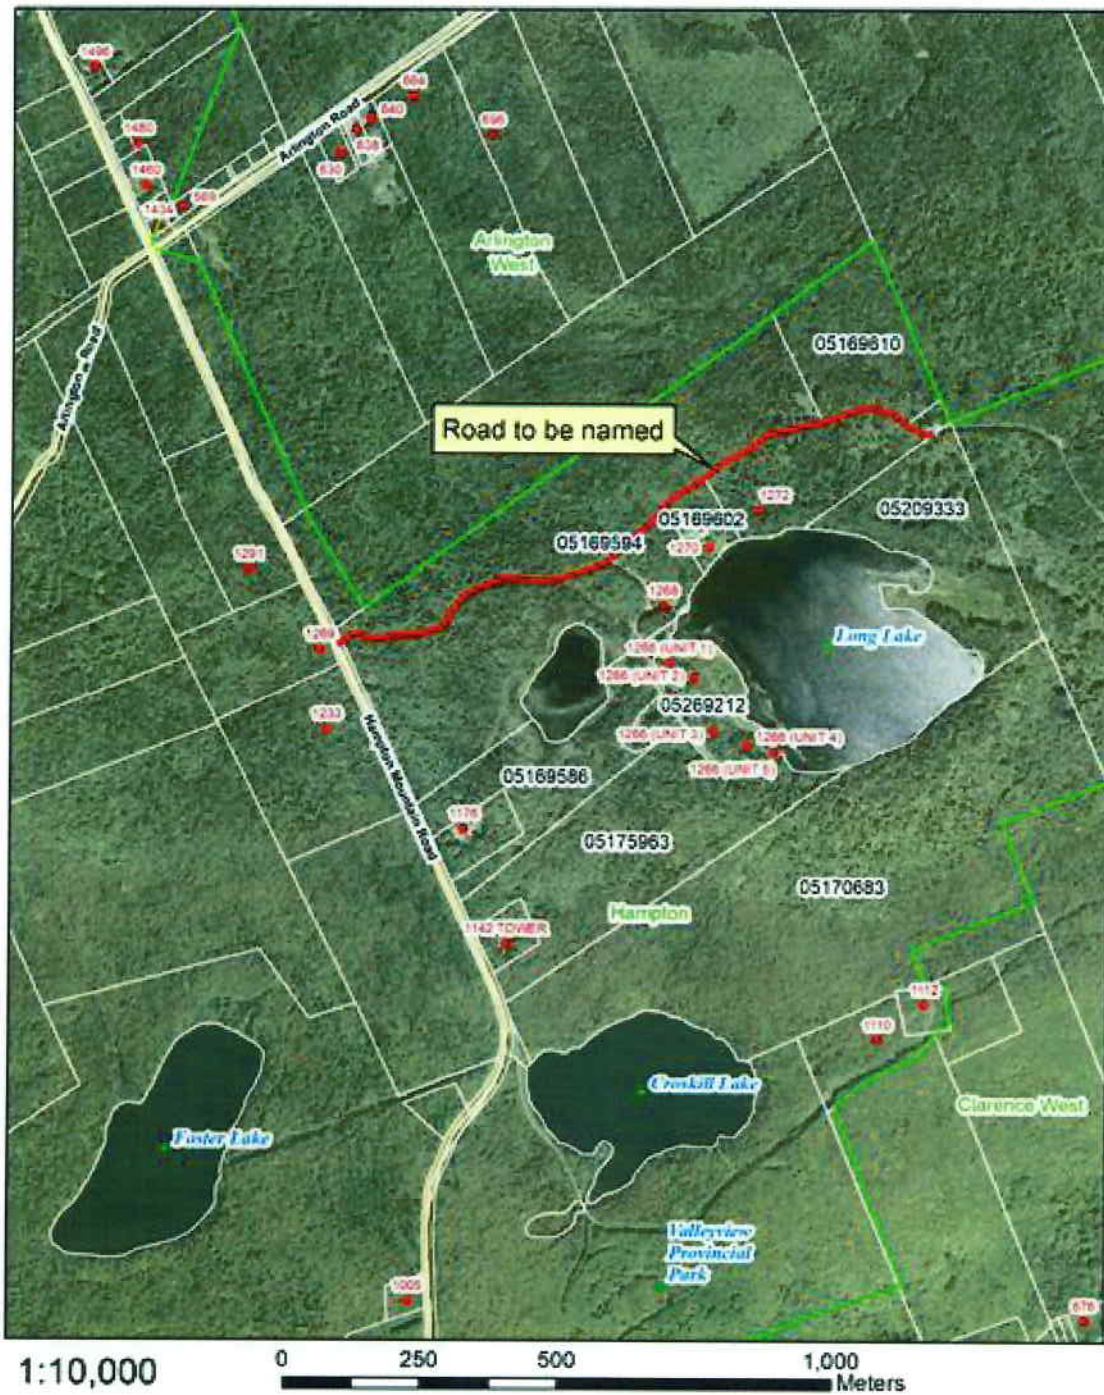 1496
664
Arlington Road
640
696
1480
638
630
1460
569
1434
Arlington
West
Arlington Road
05169610
Road to be named
1272
05209333
05169602
05169594
1270
1291
1268
Long Lake
1269
1266 (UNIT 1)
1266 (UNIT 2)
05269212
1233
1266 (UNIT 3)
1266 (UNIT 4)
1266 (UNIT 5)
Hampton Mountain Road
05169586
1176
05175963
05170683
Hampton
1142 TOWER
1112
1110
Croskill Lake
Clarence West
Foster Lake
Valleyview
Provincial
Park
1005
676
1:10,000
0 250 500 1,000
Meters